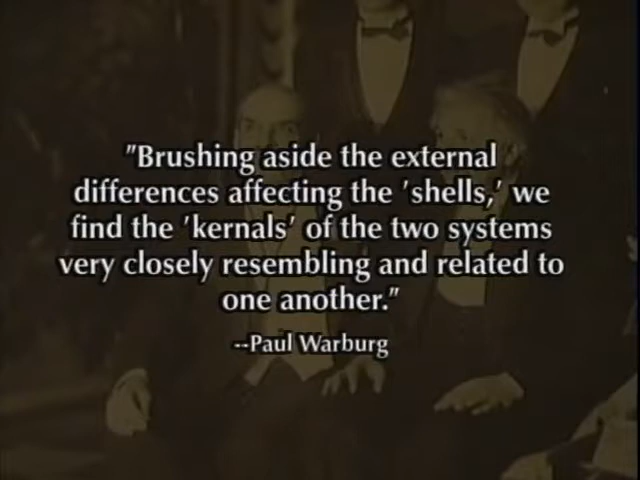 "Brushing aside the external
differences affecting the 'shells,' we
find the 'kernals' of the two systems
very closely resembling and related to
one another."
--Paul Warburg